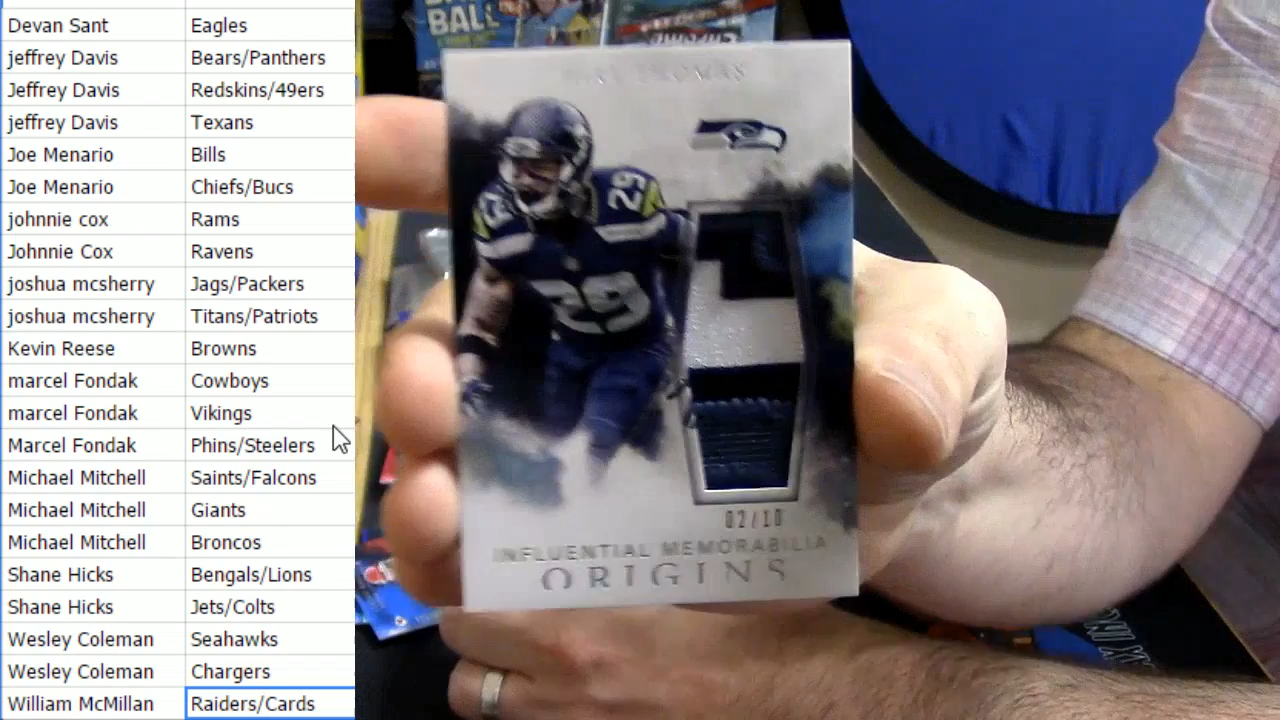 Devan Sant Eagles
jeffrey Davis Bears/Panthers
Jeffrey Davis Redskins/49ers
jeffrey Davis Texans
Joe Menario Bills
Joe Menario Chiefs/Bucs
johnnie cox Rams
Johnnie Cox Ravens
joshua mcsherry Jags/Packers
joshua mcsherry Titans/Patriots
Kevin Reese Browns
marcel Fondak Cowboys
marcel Fondak Vikings
Marcel Fondak Phins/Steelers
Michael Mitchell Saints/Falcons
Michael Mitchell Giants
Michael Mitchell Broncos
Shane Hicks Bengals/Lions
Shane Hicks Jets/Colts
Wesley Coleman Seahawks
Wesley Coleman Chargers
William McMillan Raiders/Cards
BALL
THOMAS
29
29
02/10
INFLUENTIAL MEMORABILIA
ORIGINS